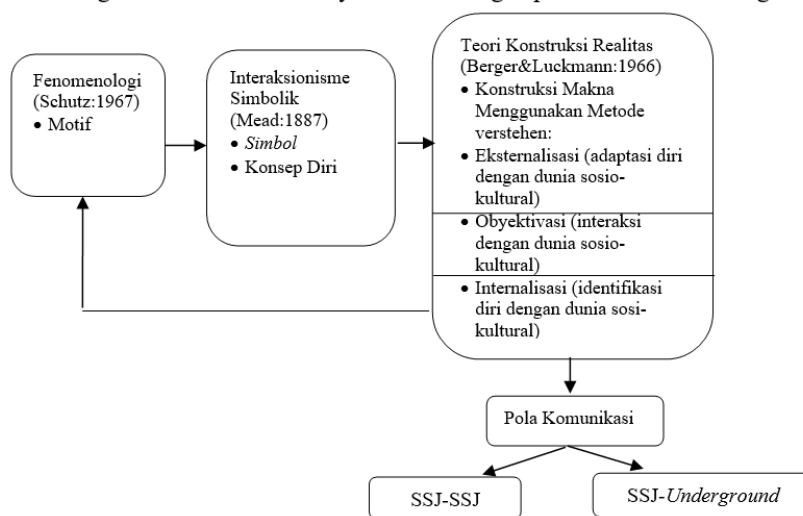 Fenomenologi
(Schutz:1967)
• Motif
Interaksionisme
Simbolik
(Mead:1887)
• Simbol
• Konsep Diri
Teori Konstruksi Realitas
(Berger&Luckmann:1966)
• Konstruksi Makna
Menggunakan Metode
verstehen:
• Eksternalisasi (adaptasi diri
dengan dunia sosio-
kultural)
• Obyektivasi (interaksi
dengan dunia sosio-
kultural)
• Internalisasi (identifikasi
diri dengan dunia sosi-
kultural)
Pola Komunikasi
SSJ-SSJ
SSJ-Underground